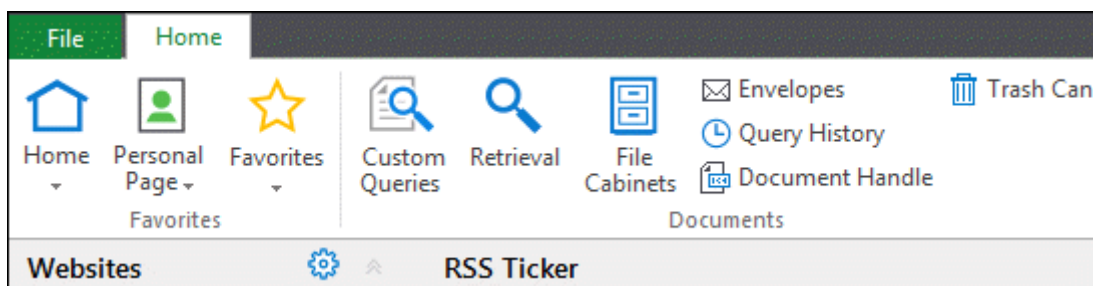 File Home
Home Personal Page Favorites Custom Queries Retrieval File Cabinets
Envelopes Trash Can
Query History
Document Handle
Favorites Documents
Websites RSS Ticker